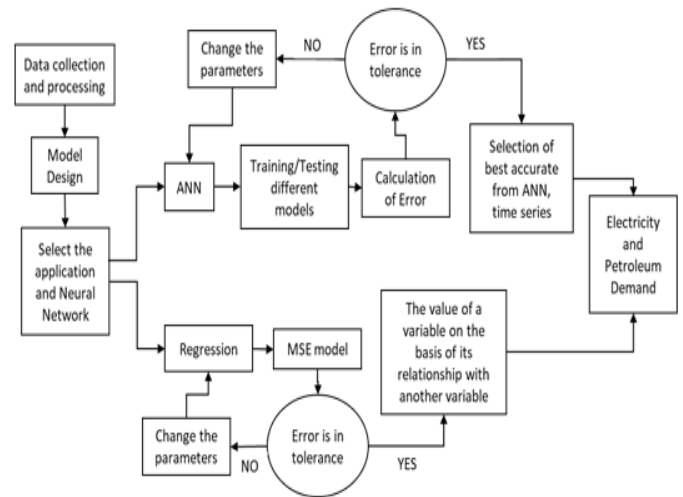 Data collection
and processing
Model
Design
Select the
application
and Neural
Network
Change the
parameters
NO
Error is in
tolerance
YES
ANN
Training/Testing
different
models
Calculation
of Error
Selection of
best accurate
from ANN,
time series
Electricity
and
Petroleum
Demand
Regression
MSE model
Change the
parameters
NO
Error is in
tolerance
YES
The value of a
variable on the
basis of its
relationship with
another variable